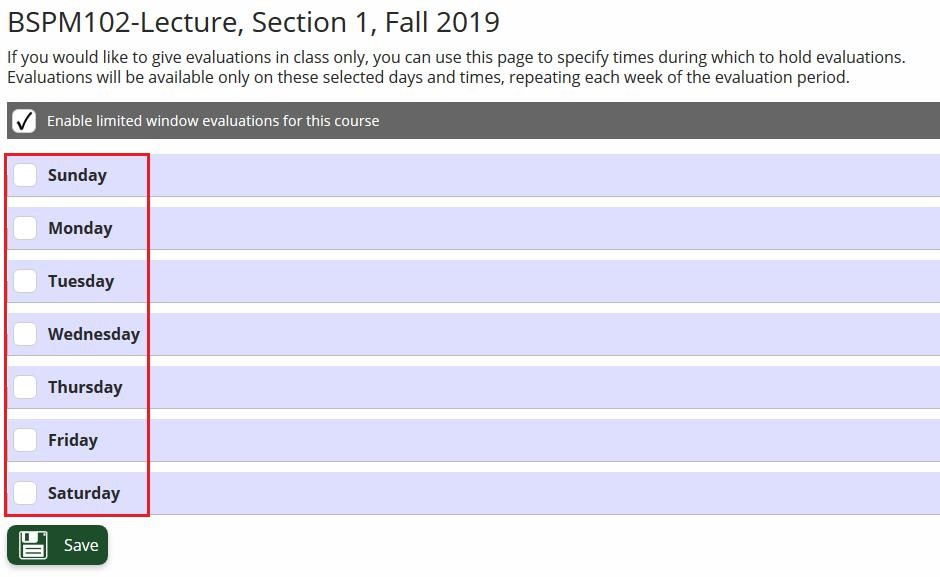 BSPM102-Lecture, Section 1, Fall 2019
If you would like to give evaluations in class only, you can use this page to specify times during which to hold evaluations.
Evaluations will be available only on these selected days and times, repeating each week of the evaluation period.
Enable limited window evaluations for this course
Sunday
Monday
Tuesday
Wednesday
Thursday
Friday
Saturday
Save